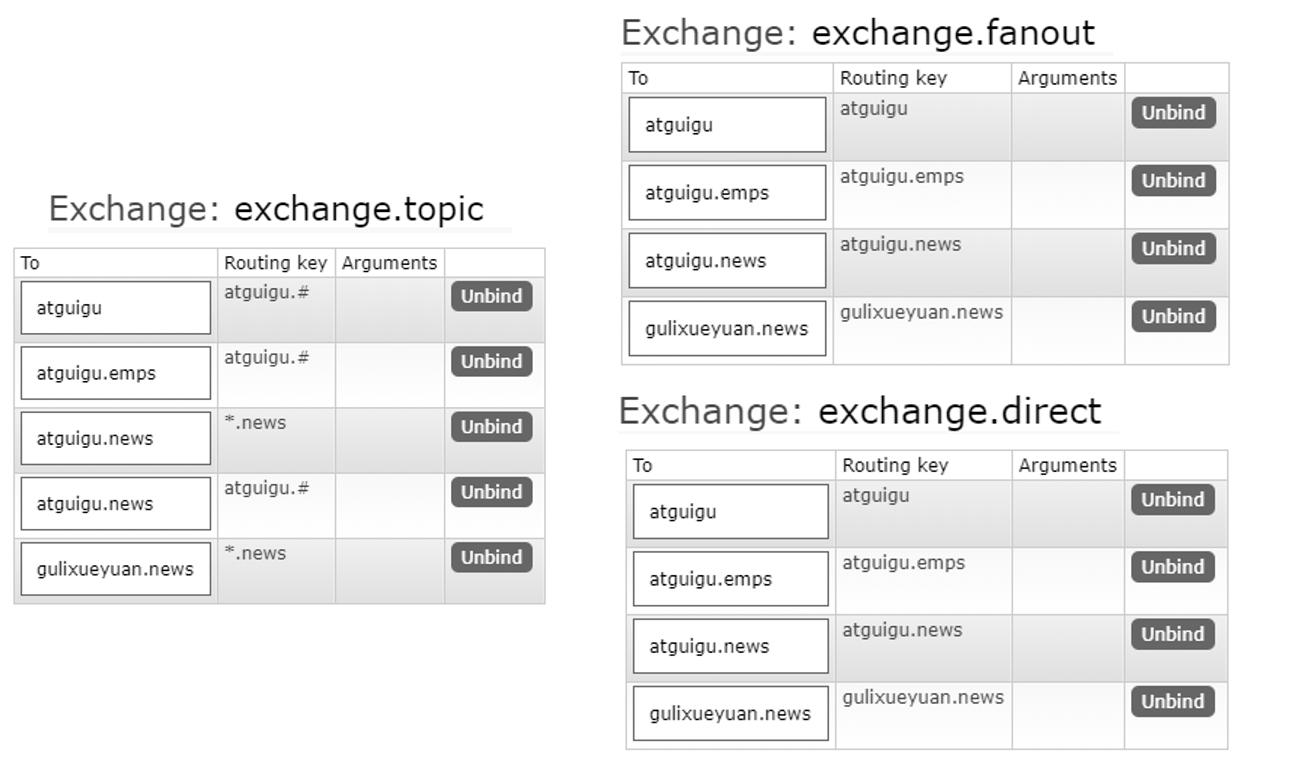 Exchange: exchange.topic
To Routing key Arguments
atguigu atguigu.# Unbind
atguigu.emps atguigu.# Unbind
atguigu.news *.news Unbind
atguigu.news atguigu.# Unbind
gulixueyuan.news *.news Unbind
Exchange: exchange.fanout
To Routing key Arguments
atguigu atguigu Unbind
atguigu.emps atguigu.emps Unbind
atguigu.news atguigu.news Unbind
gulixueyuan.news gulixueyuan.news Unbind
Exchange: exchange.direct
To Routing key Arguments
atguigu atguigu Unbind
atguigu.emps atguigu.emps Unbind
atguigu.news atguigu.news Unbind
gulixueyuan.news gulixueyuan.news Unbind